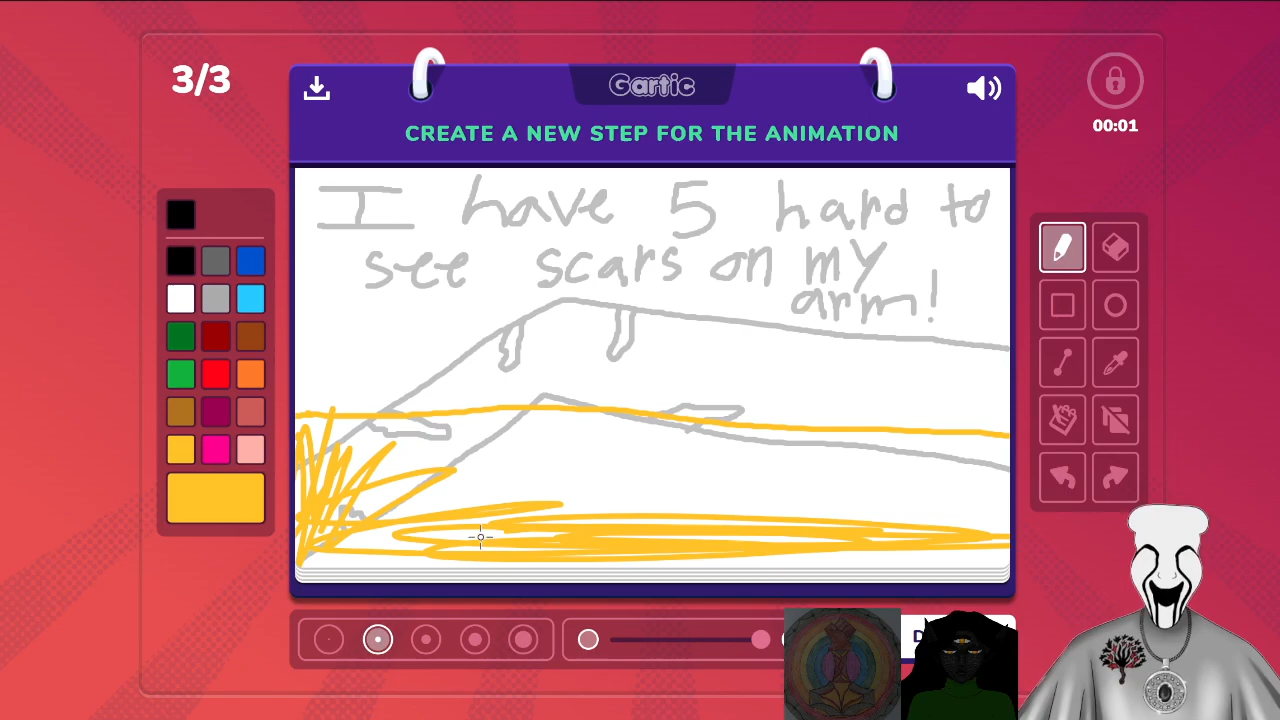 3/3
Gartic
CREATE A NEW STEP FOR THE ANIMATION
00:01
I have 5 hard to
see scars on my
arm!